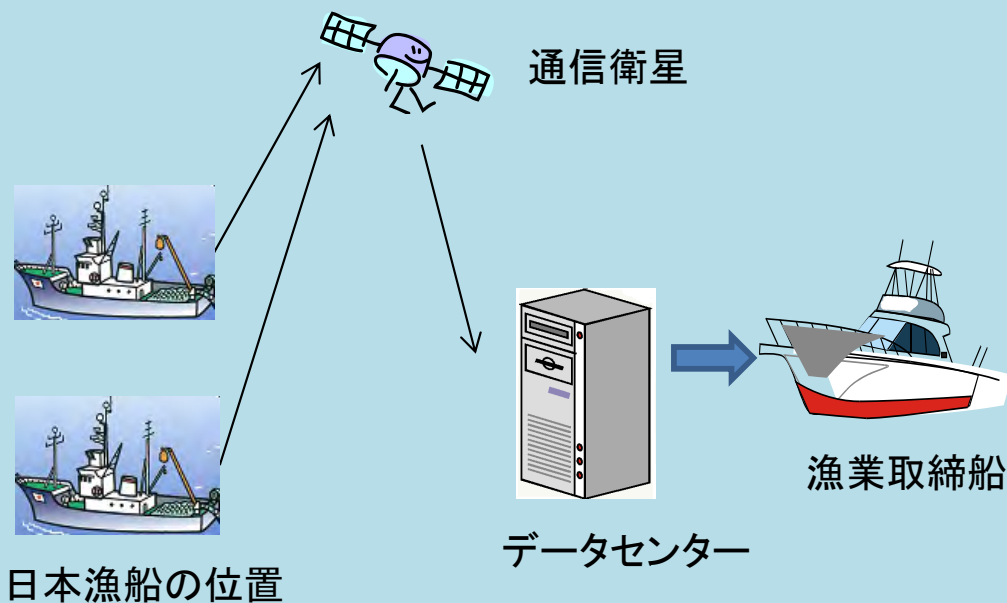 通信衛星
漁業取締船
データセンター
日本漁船の位置